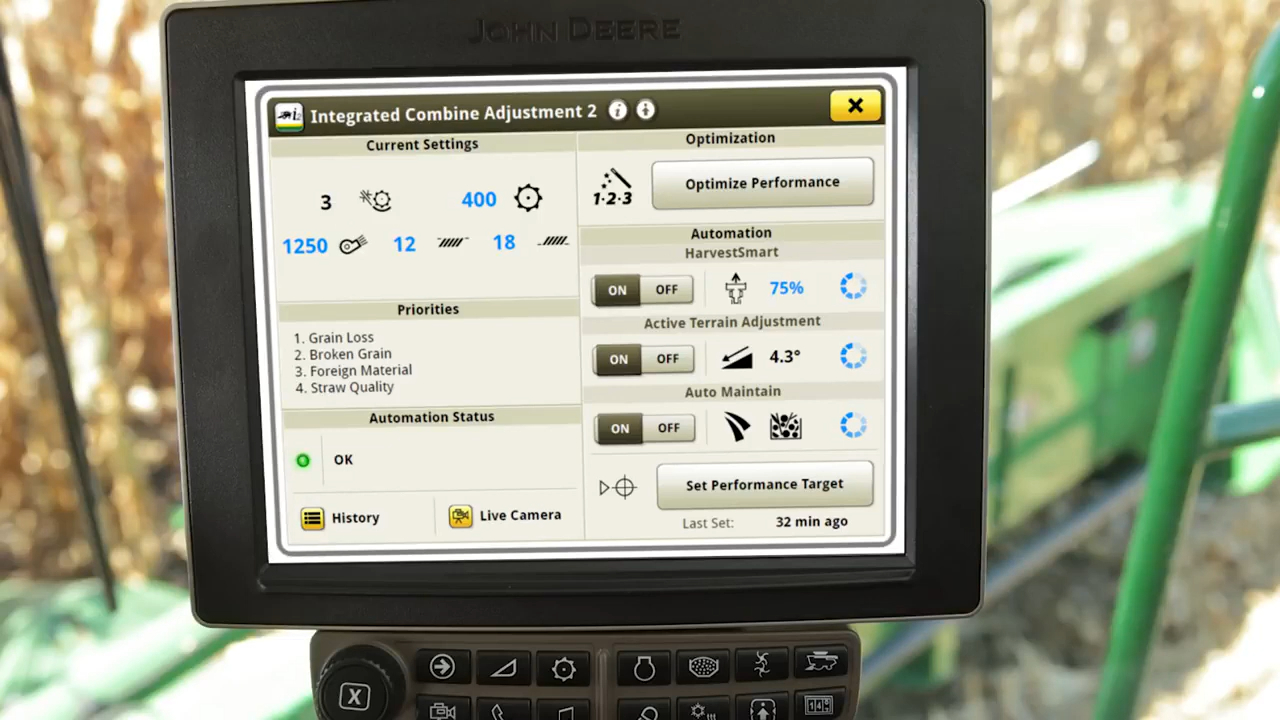 JOHN DEERE
Integrated Combine Adjustment 2
Current Settings
3
400
1250
12
18
Priorities
1. Grain Loss
2. Broken Grain
3. Foreign Material
4. Straw Quality
Automation Status
OK
History
Live Camera
Optimization
1·2·3
Optimize Performance
Automation
HarvestSmart
ON OFF
75%
Active Terrain Adjustment
ON OFF
4.3°
Auto Maintain
ON OFF
Set Performance Target
Last Set: 32 min ago
X